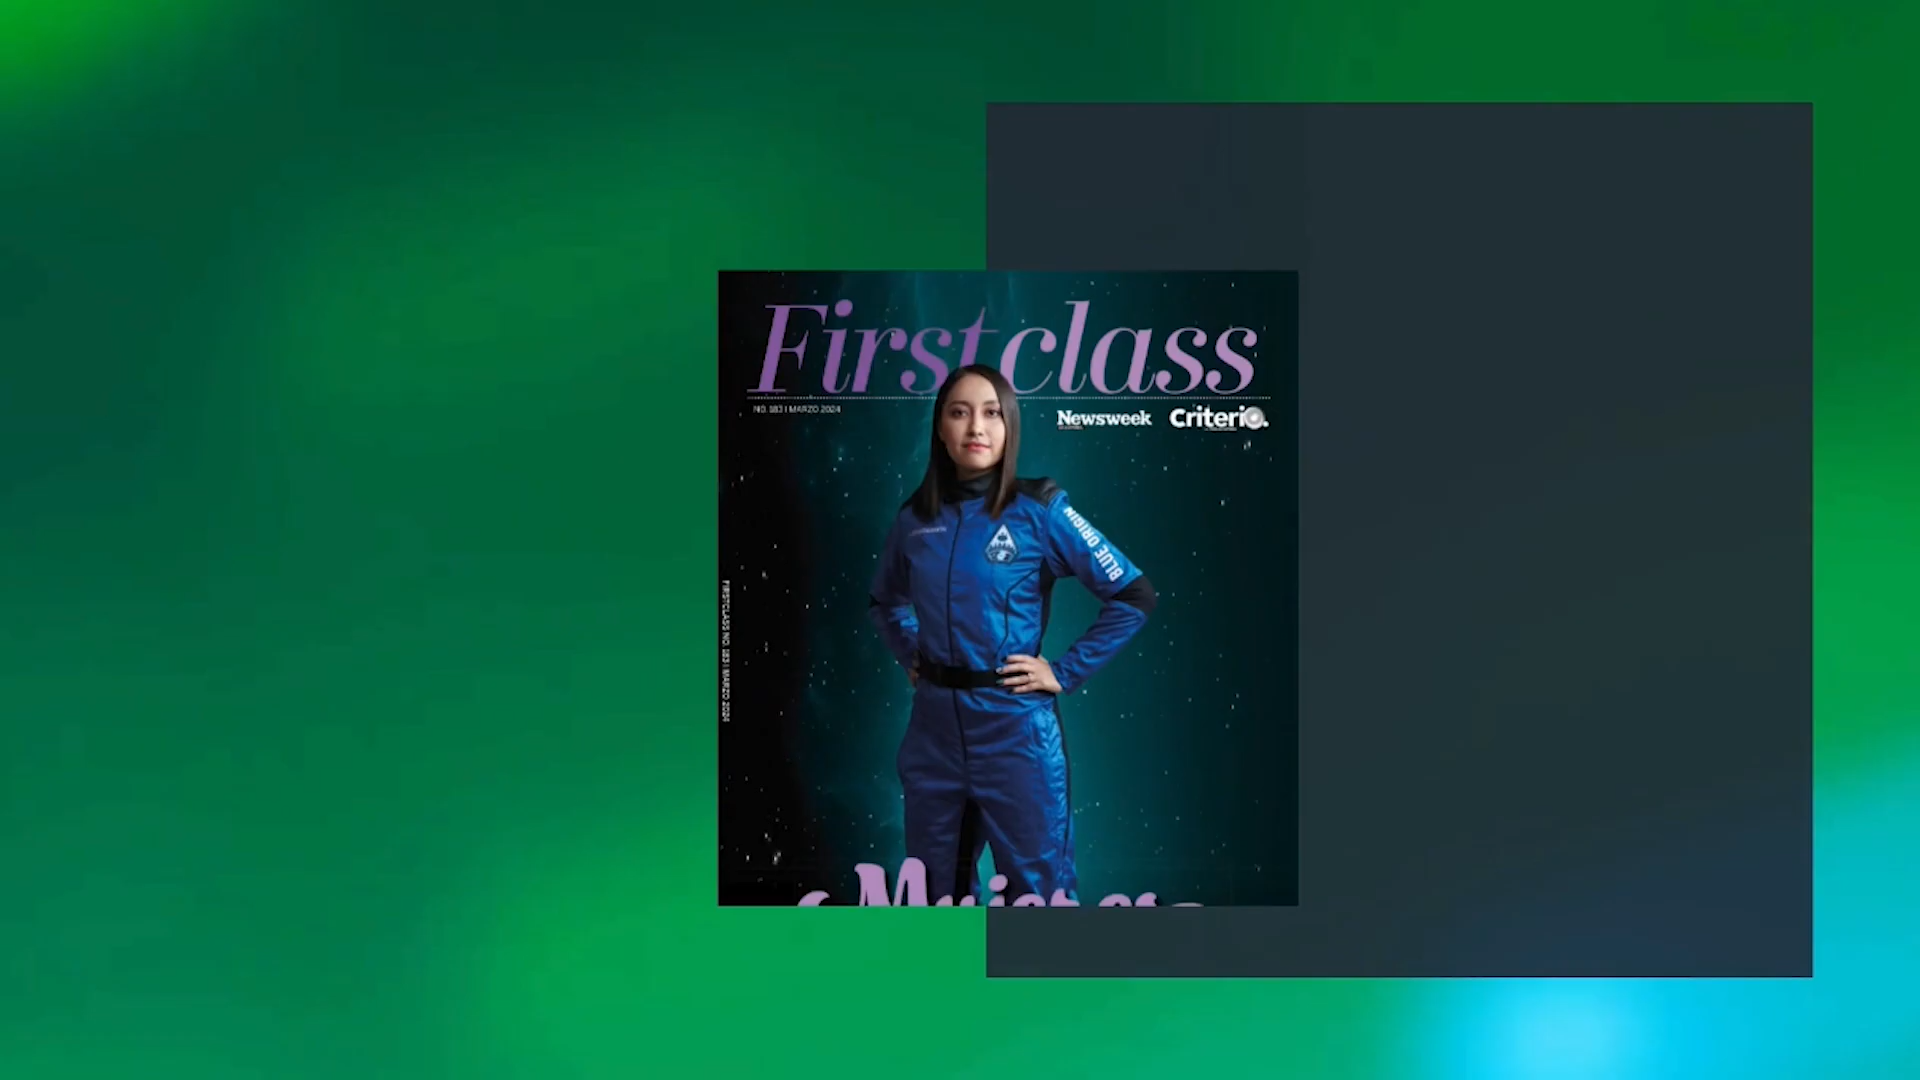 Firstclass
NO. 183 | MARZO 2024
Newsweek
Criterio.
BLUE ORIGIN
FIRSTCLASS NO. 183 | MARZO 2024